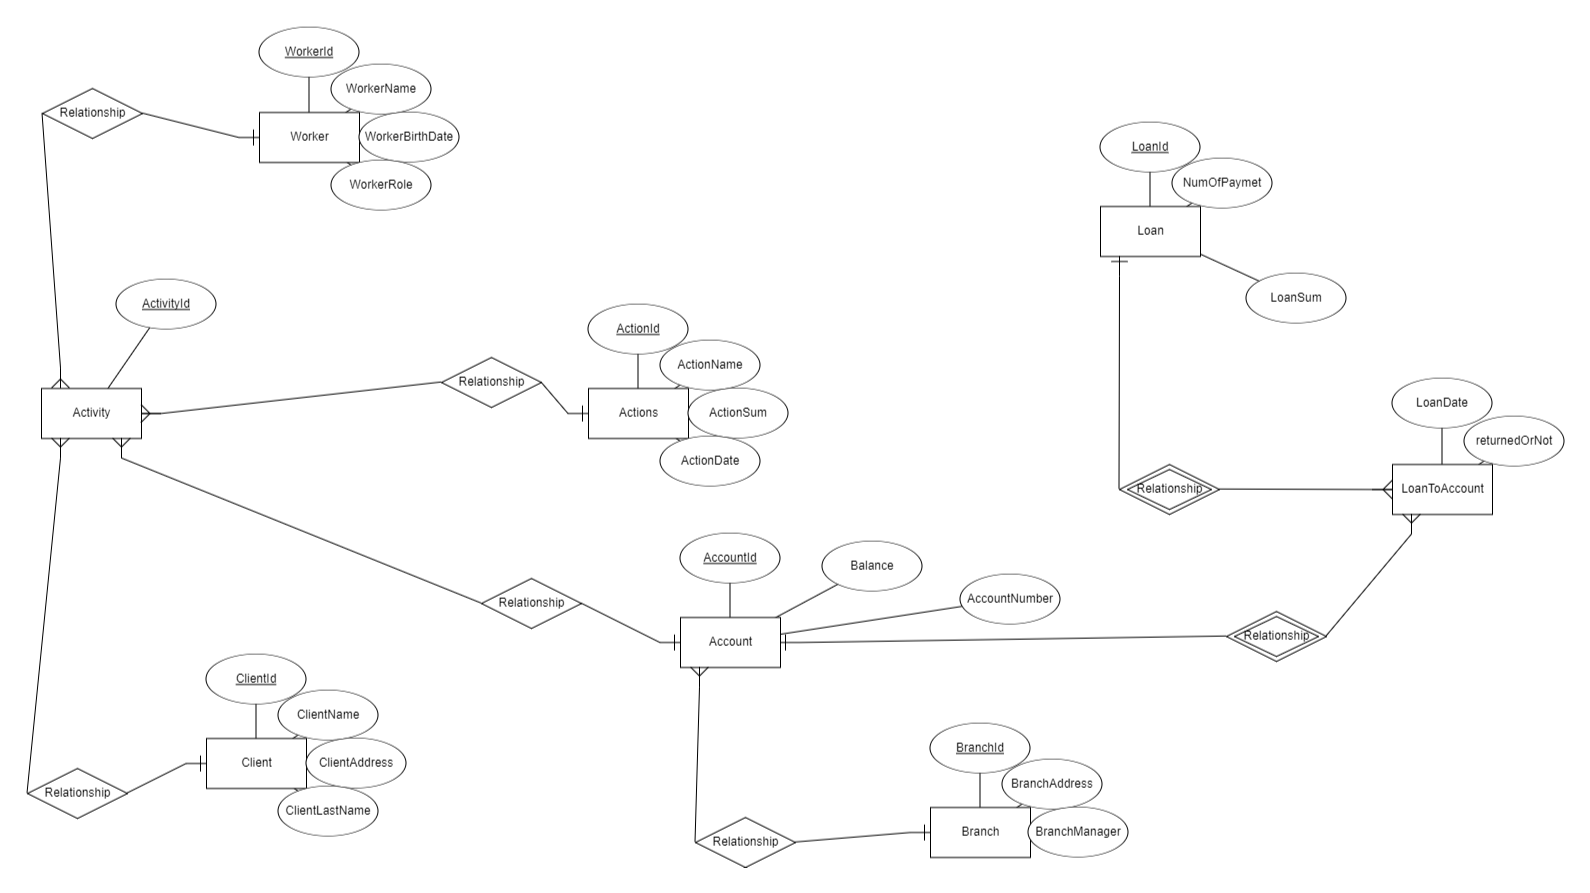 WorkerId
WorkerName
Relationship
Worker
WorkerBirthDate
WorkerRole
LoanId
NumOfPaymet
Loan
LoanSum
ActivityId
ActionId
ActionName
Relationship
Activity
Actions
ActionSum
ActionDate
LoanDate
returnedOrNot
Relationship
LoanToAccount
AccountId
Balance
AccountNumber
Relationship
Account
Relationship
ClientId
ClientName
Client
ClientAddress
Relationship
ClientLastName
BranchId
BranchAddress
Relationship
Branch
BranchManager